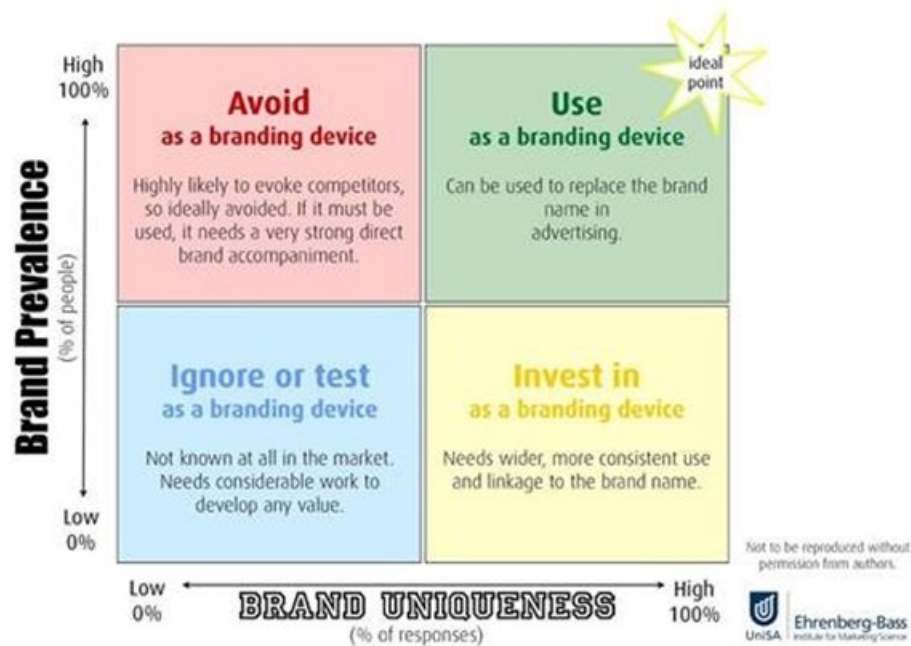 High
100%
Brand Prevalence
(% of people)
Low
0%
Avoid
as a branding device
Highly likely to evoke competitors,
so ideally avoided. If it must be
used, it needs a very strong direct
brand accompaniment.
Use
as a branding device
Can be used to replace the brand
name in
advertising.
ideal
point
Ignore or test
as a branding device
Not known at all in the market.
Needs considerable work to
develop any value.
Invest in
as a branding device
Needs wider, more consistent use
and linkage to the brand name.
Low
0%
BRAND UNIQUENESS
(% of responses)
High
100%
Not to be reproduced without
permission from authors.
UniSA
Ehrenberg-Bass
Institute for Marketing Science